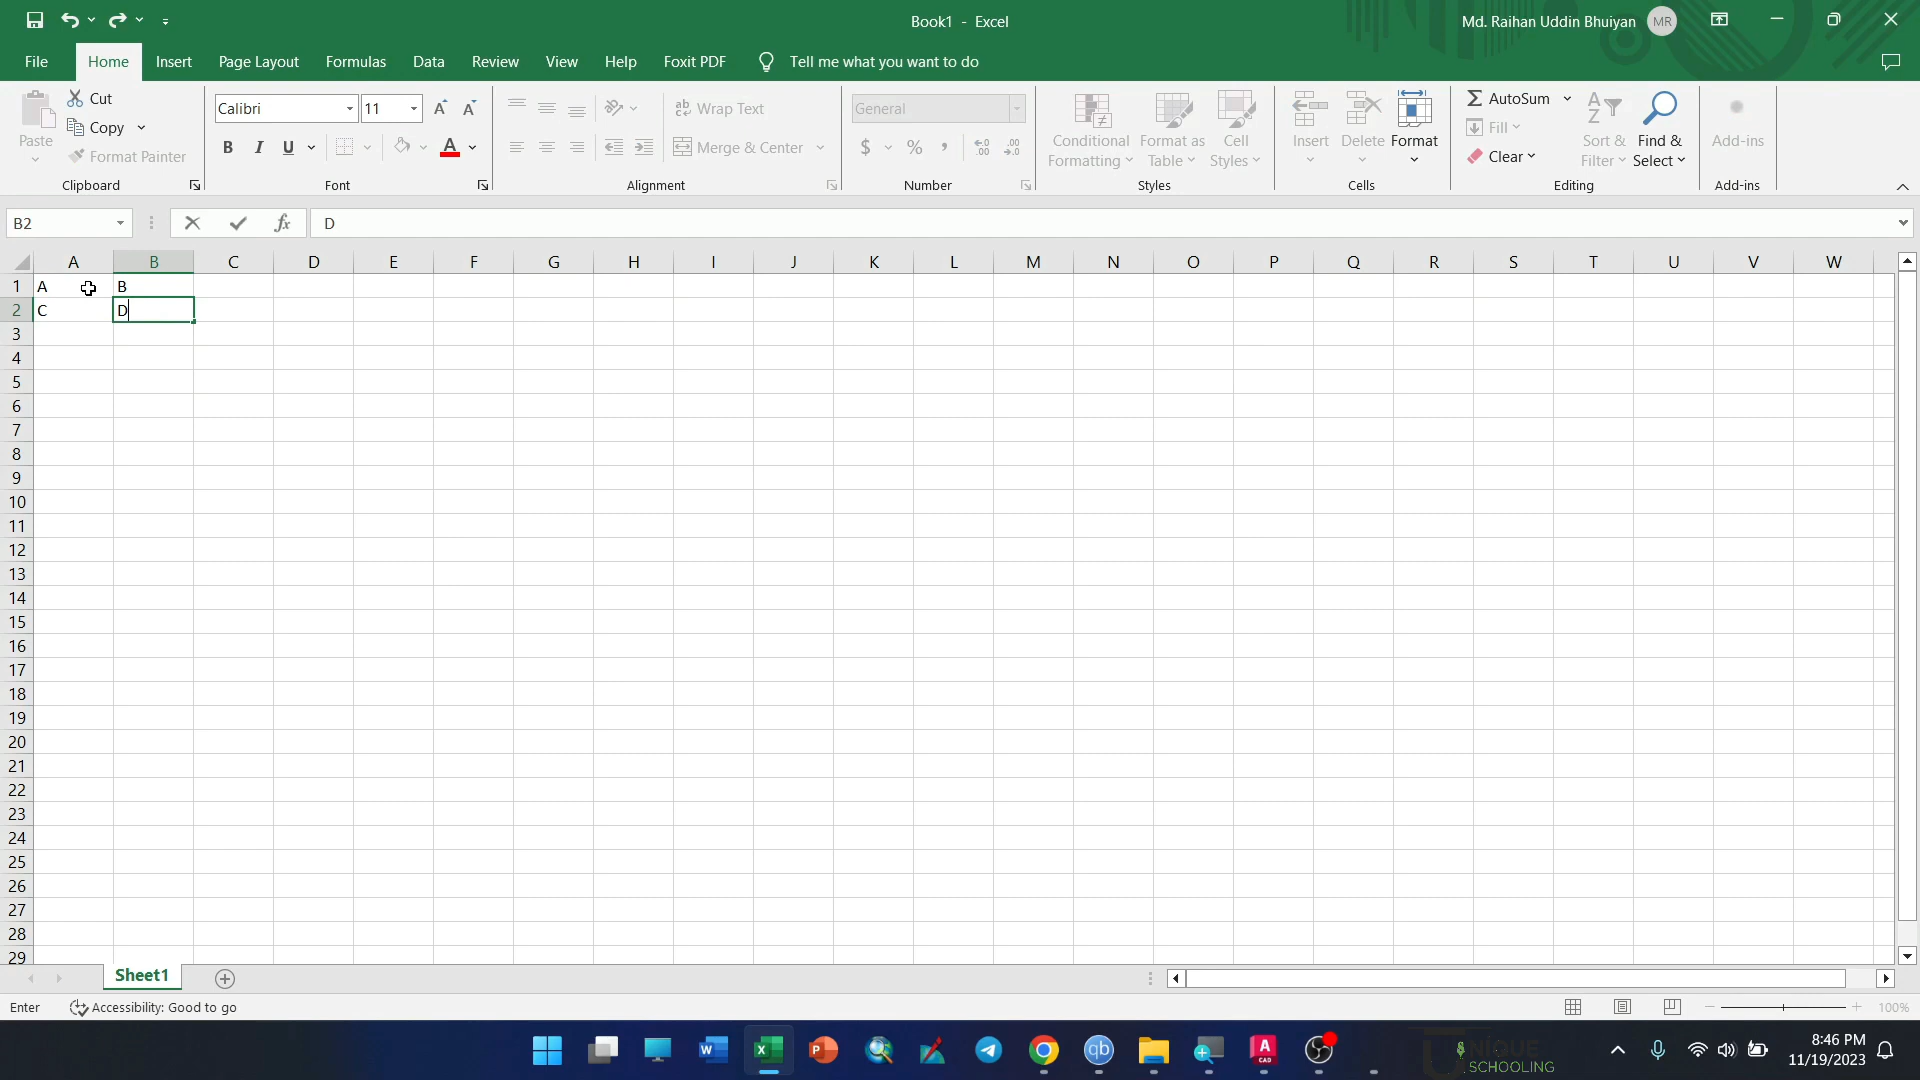 Book1 - Excel
Md. Raihan Uddin Bhuiyan MR
File Home Insert Page Layout Formulas Data Review View Help Foxit PDF Tell me what you want to do
Paste
Cut
Copy
Format Painter
Clipboard
Calibri 11
B I U A
Font
ab Wrap Text
Merge & Center
Alignment
General
$ % ,
Number
Conditional Formatting
Format as Table
Cell Styles
Styles
Insert Delete Format
Cells
AutoSum
Fill
Clear
Sort & Filter
Find & Select
Editing
Add-ins
Add-ins
B2 fx D
A B C D E F G H I J K L M N O P Q R S T U V W
1 A B
2 C D
3
4
5
6
7
8
9
10
11
12
13
14
15
16
17
18
19
20
21
22
23
24
25
26
27
28
29
Sheet1
Enter Accessibility: Good to go 100%
UNIQUE
SCHOOLING
8:46 PM
11/19/2023